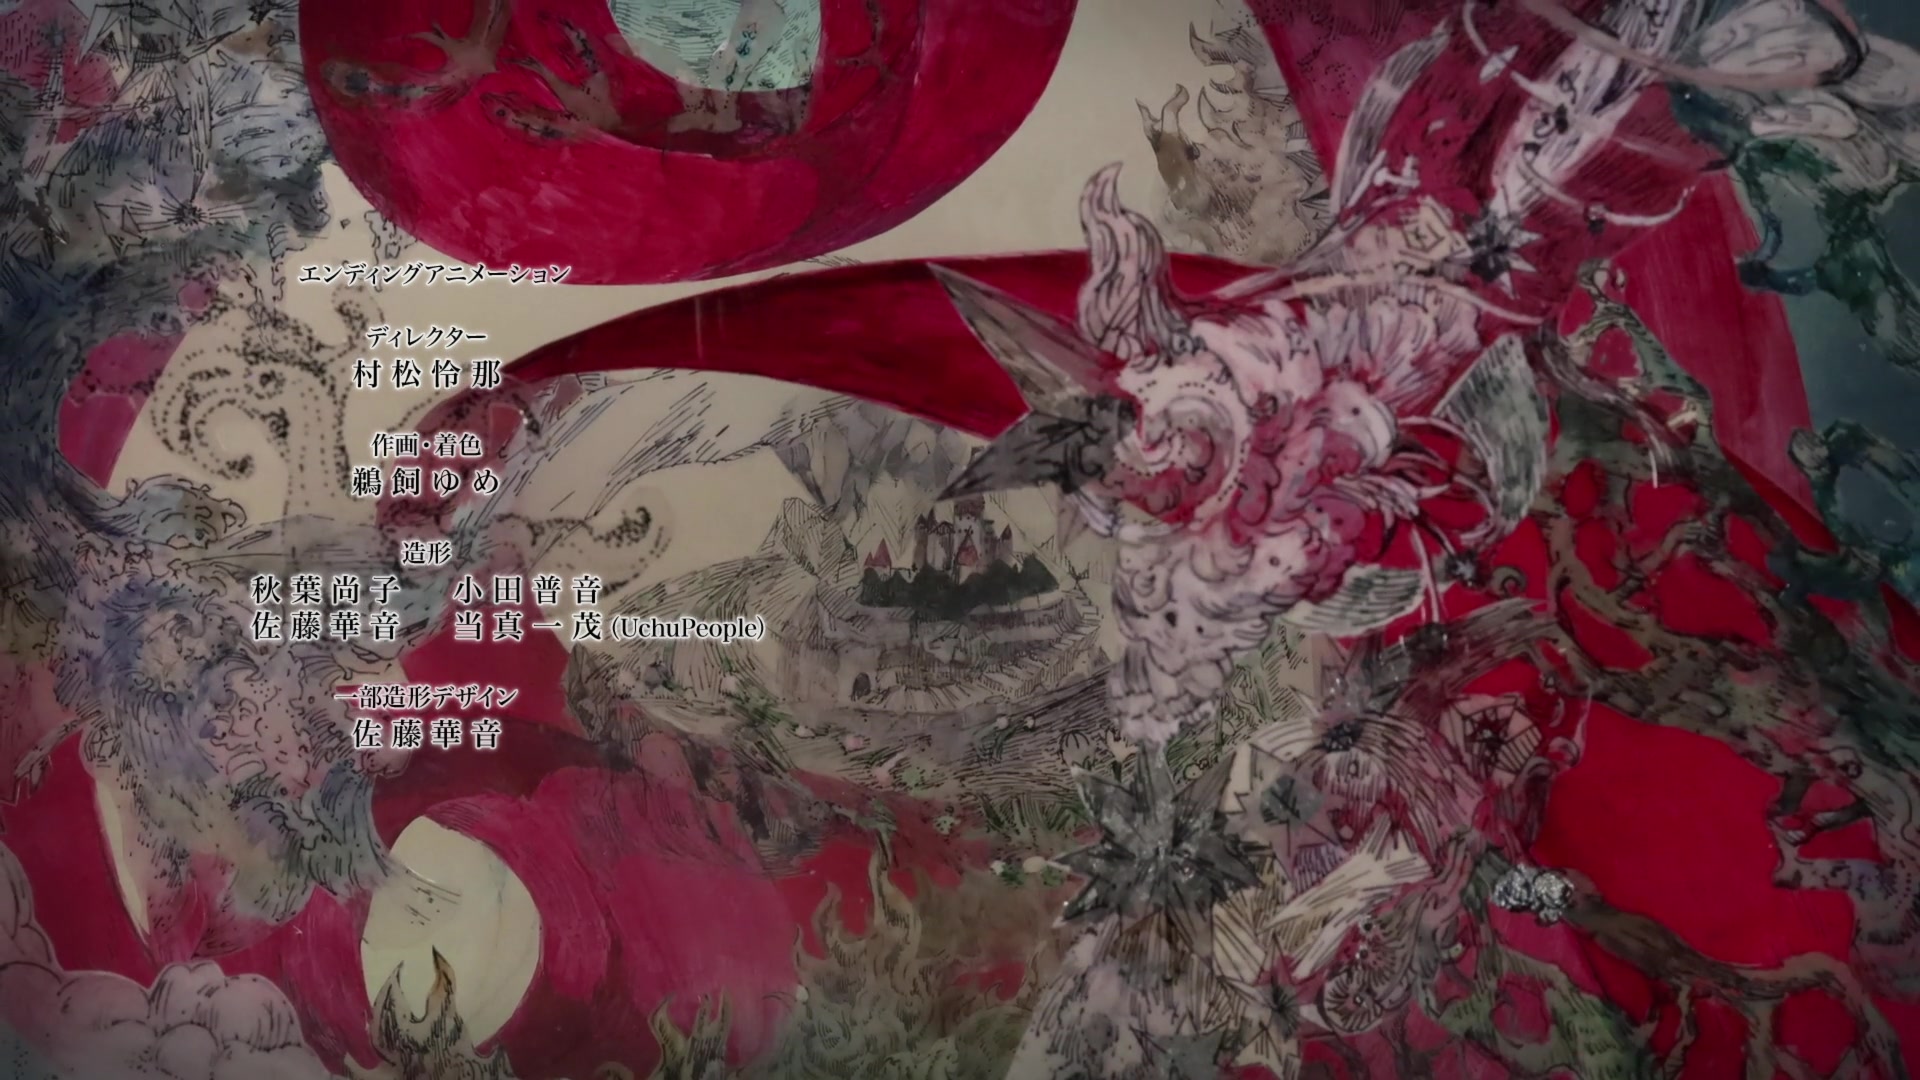 エンディングアニメーション
ディレクター
村松怜那
作画・着色
鵜飼ゆめ
造形
秋葉尚子 小田普音
佐藤華音 当真一茂(UchuPeople)
一部造形デザイン
佐藤華音